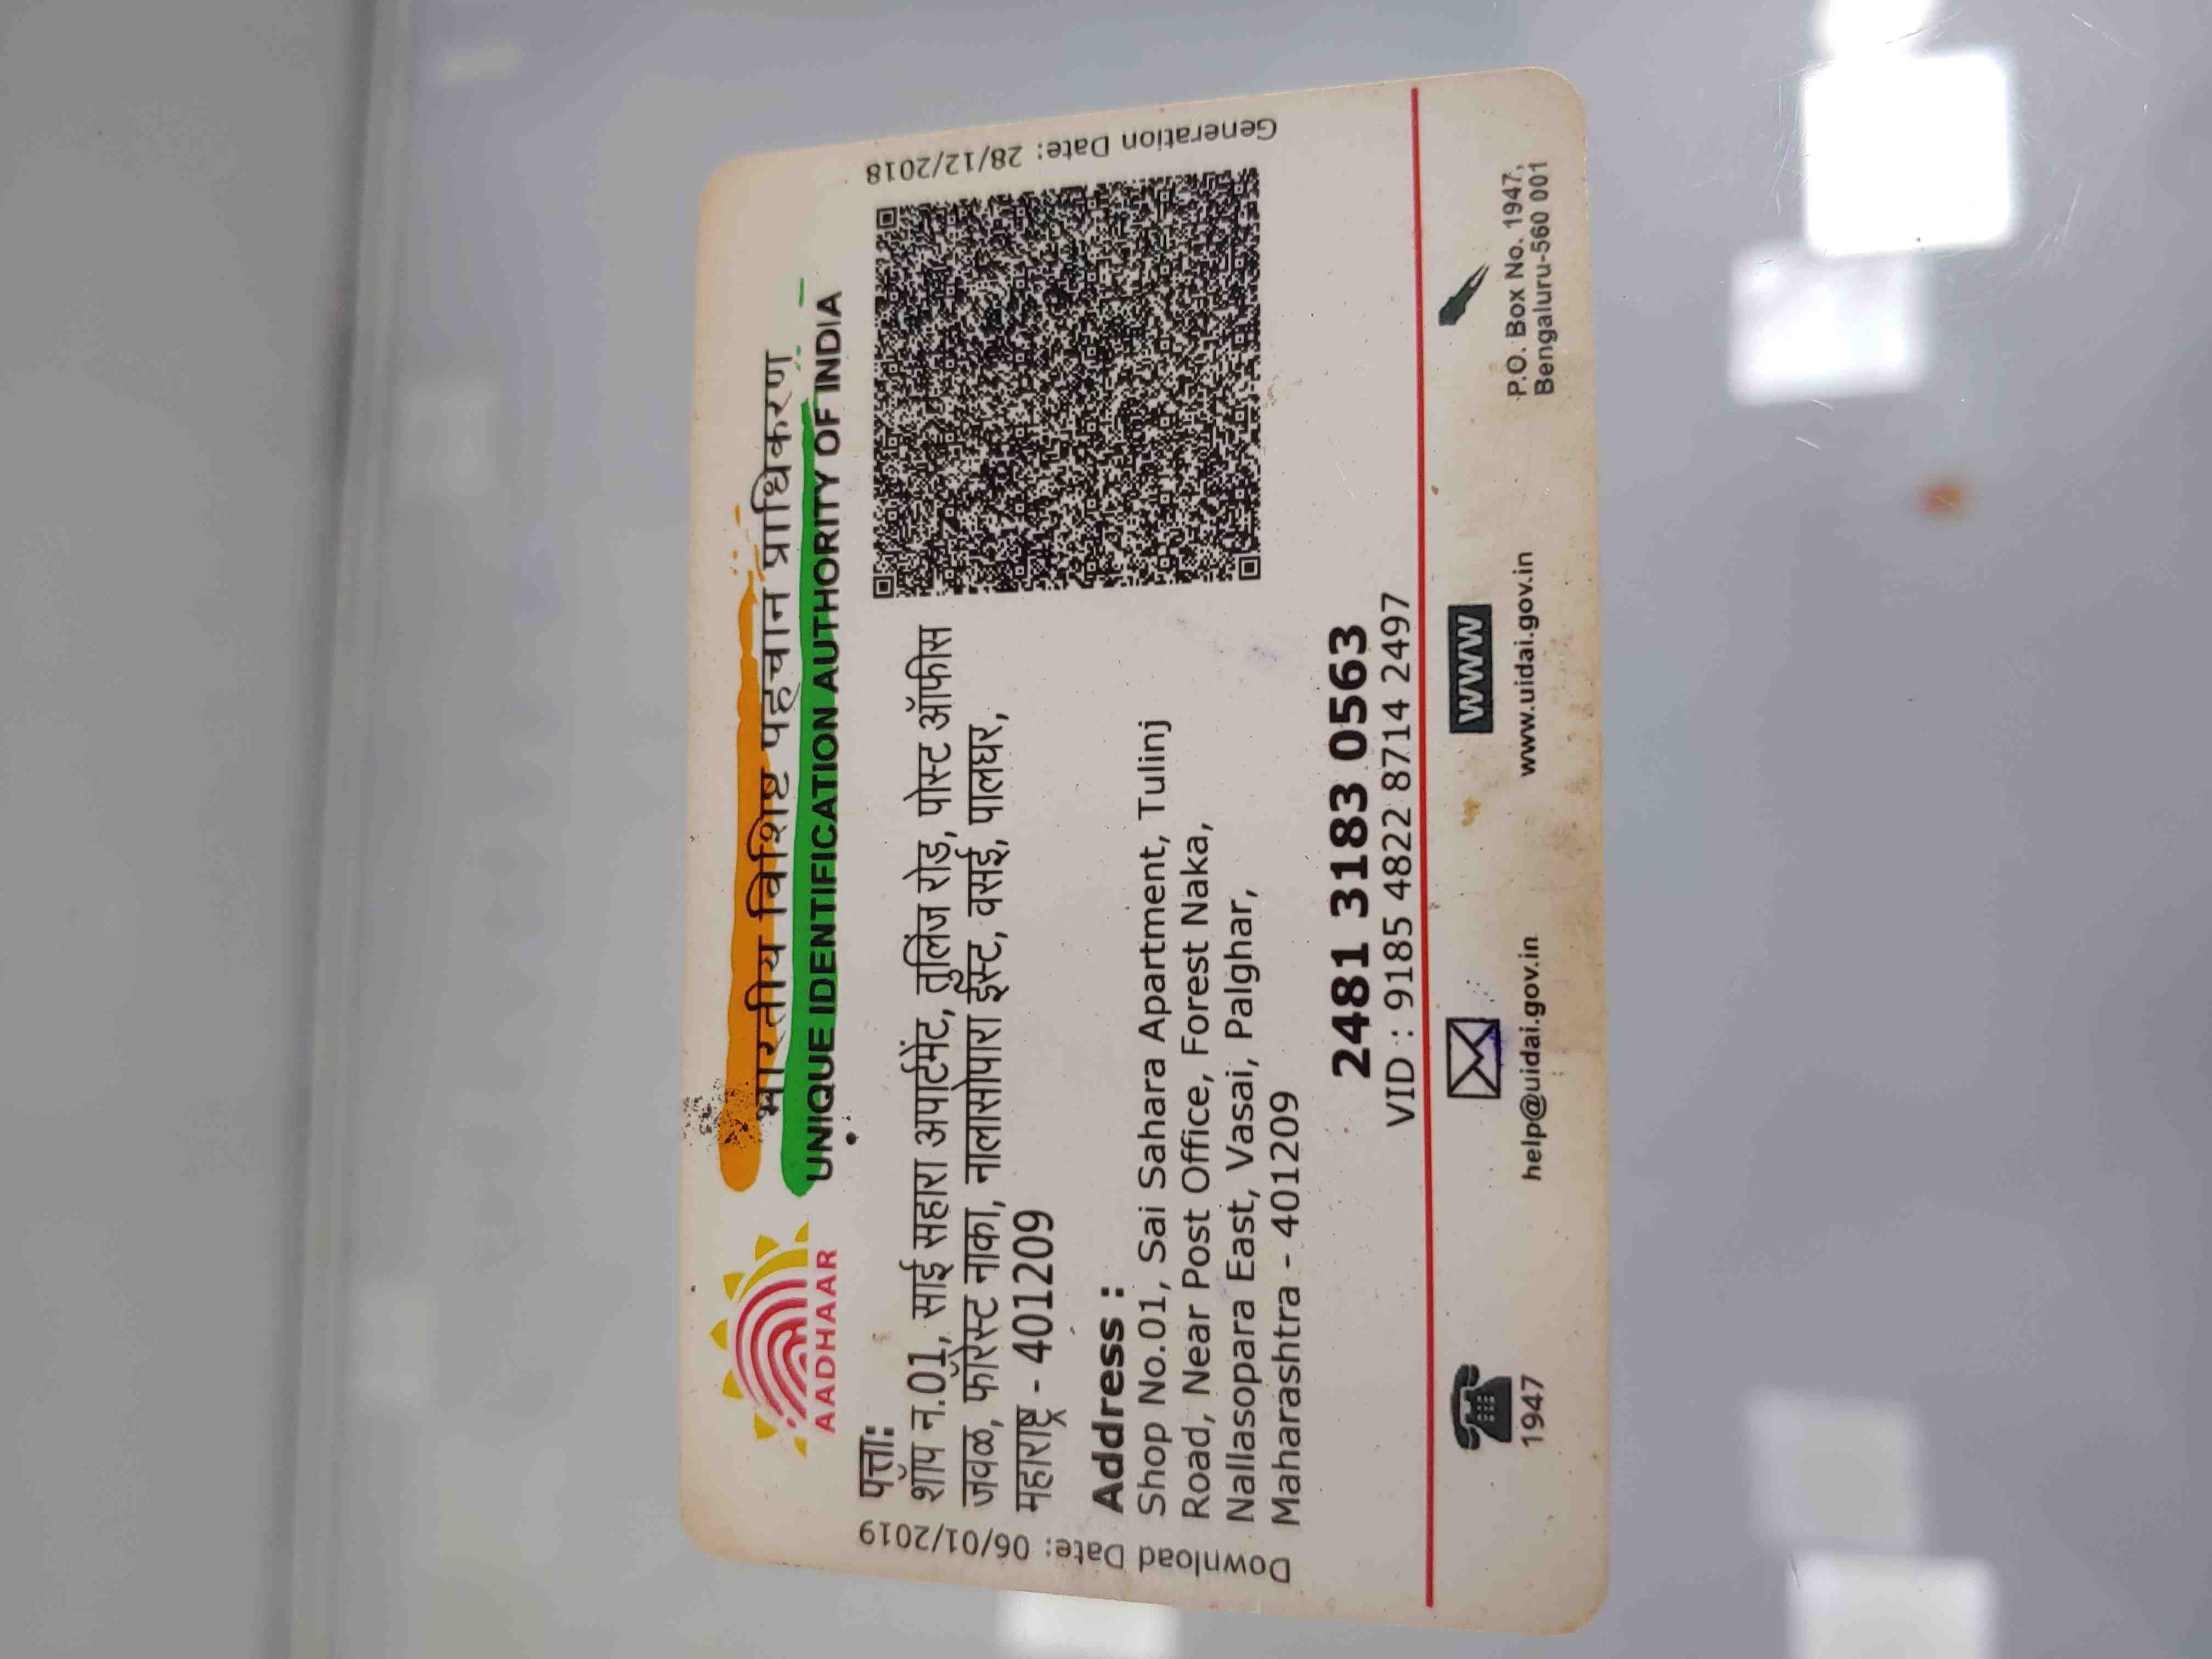 भारतीय विशिष्ट पहचान प्राधिकरण
UNIQUE IDENTIFICATION AUTHORITY OF INDIA
AADHAAR
Download Date: 06/01/2019
Generation Date: 28/12/2018
पत्ता:
शॉप न.01, साई सहारा अपार्टमेंट, तुलिंज रोड, पोस्ट ऑफीस
जवळ, फॉरेस्ट नाका, नालासोपारा ईस्ट, वसई, पालघर,
महाराष्ट्र - 401209
Address :
Shop No.01, Sai Sahara Apartment, Tulinj
Road, Near Post Office, Forest Naka,
Nallasopara East, Vasai, Palghar,
Maharashtra - 401209
2481 3183 0563
VID : 9185 4822 8714 2497
1947
help@uidai.gov.in
WWW
www.uidai.gov.in
P.O. Box No. 1947,
Bengaluru-560 001